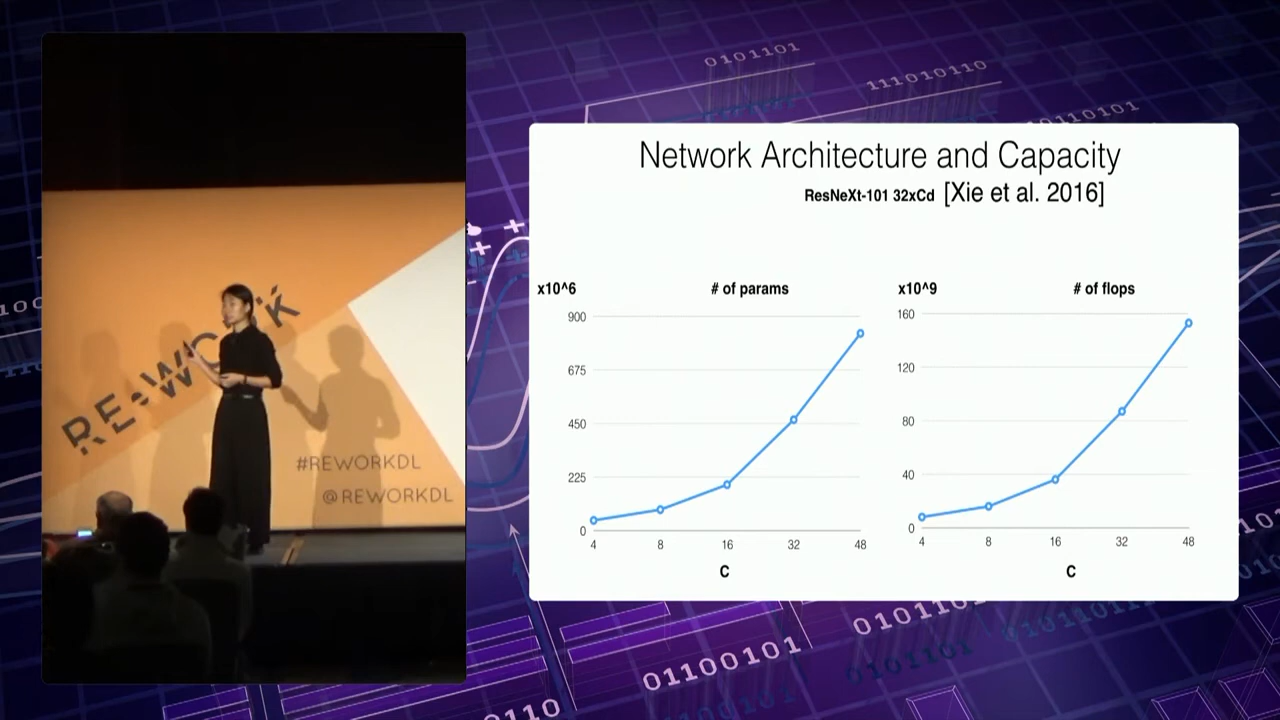 0101101
111010110
10110101
RE•WORK
#REWORKDL
@REWORKDL
Network Architecture and Capacity
ResNeXt-101 32xCd [Xie et al. 2016]
x10^6 # of params
900
675
450
225
0
4 8 16 32 48
C
x10^9 # of flops
160
120
80
40
0
4 8 16 32 48
C
01100101
0110